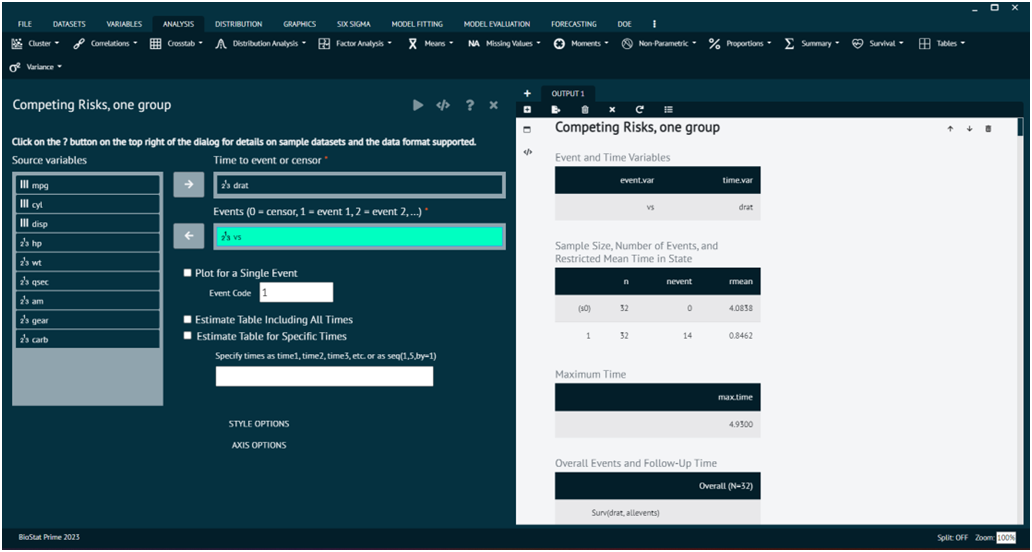 FILE DATASETS VARIABLES ANALYSIS DISTRIBUTION GRAPHICS SIX SIGMA MODEL FITTING MODEL EVALUATION FORECASTING DOE
Cluster Correlations Crosstab Distribution Analysis Factor Analysis Means NA Missing Values Moments Non-Parametric Proportions Summary Survival Tables
σ² Variance
Competing Risks, one group
Click on the ? button on the top right of the dialog for details on sample datasets and the data format supported.
Source variables
mpg
cyl
disp
hp
wt
qsec
am
gear
carb
Time to event or censor *
drat
Events (0 = censor, 1 = event 1, 2 = event 2, ...) *
vs
Plot for a Single Event
Event Code 1
Estimate Table Including All Times
Estimate Table for Specific Times
Specify times as time1, time2, time3, etc. or as seq(1,5,by=1)
STYLE OPTIONS
AXIS OPTIONS
+ OUTPUT 1
Competing Risks, one group
Event and Time Variables
event.var time.var
vs drat
Sample Size, Number of Events, and
Restricted Mean Time in State
n nevent rmean
(s0) 32 0 4.0838
1 32 14 0.8462
Maximum Time
max.time
4.9300
Overall Events and Follow-Up Time
Overall (N=32)
Surv(drat, allevents)
BioStat Prime 2023
Split: OFF Zoom: 100%